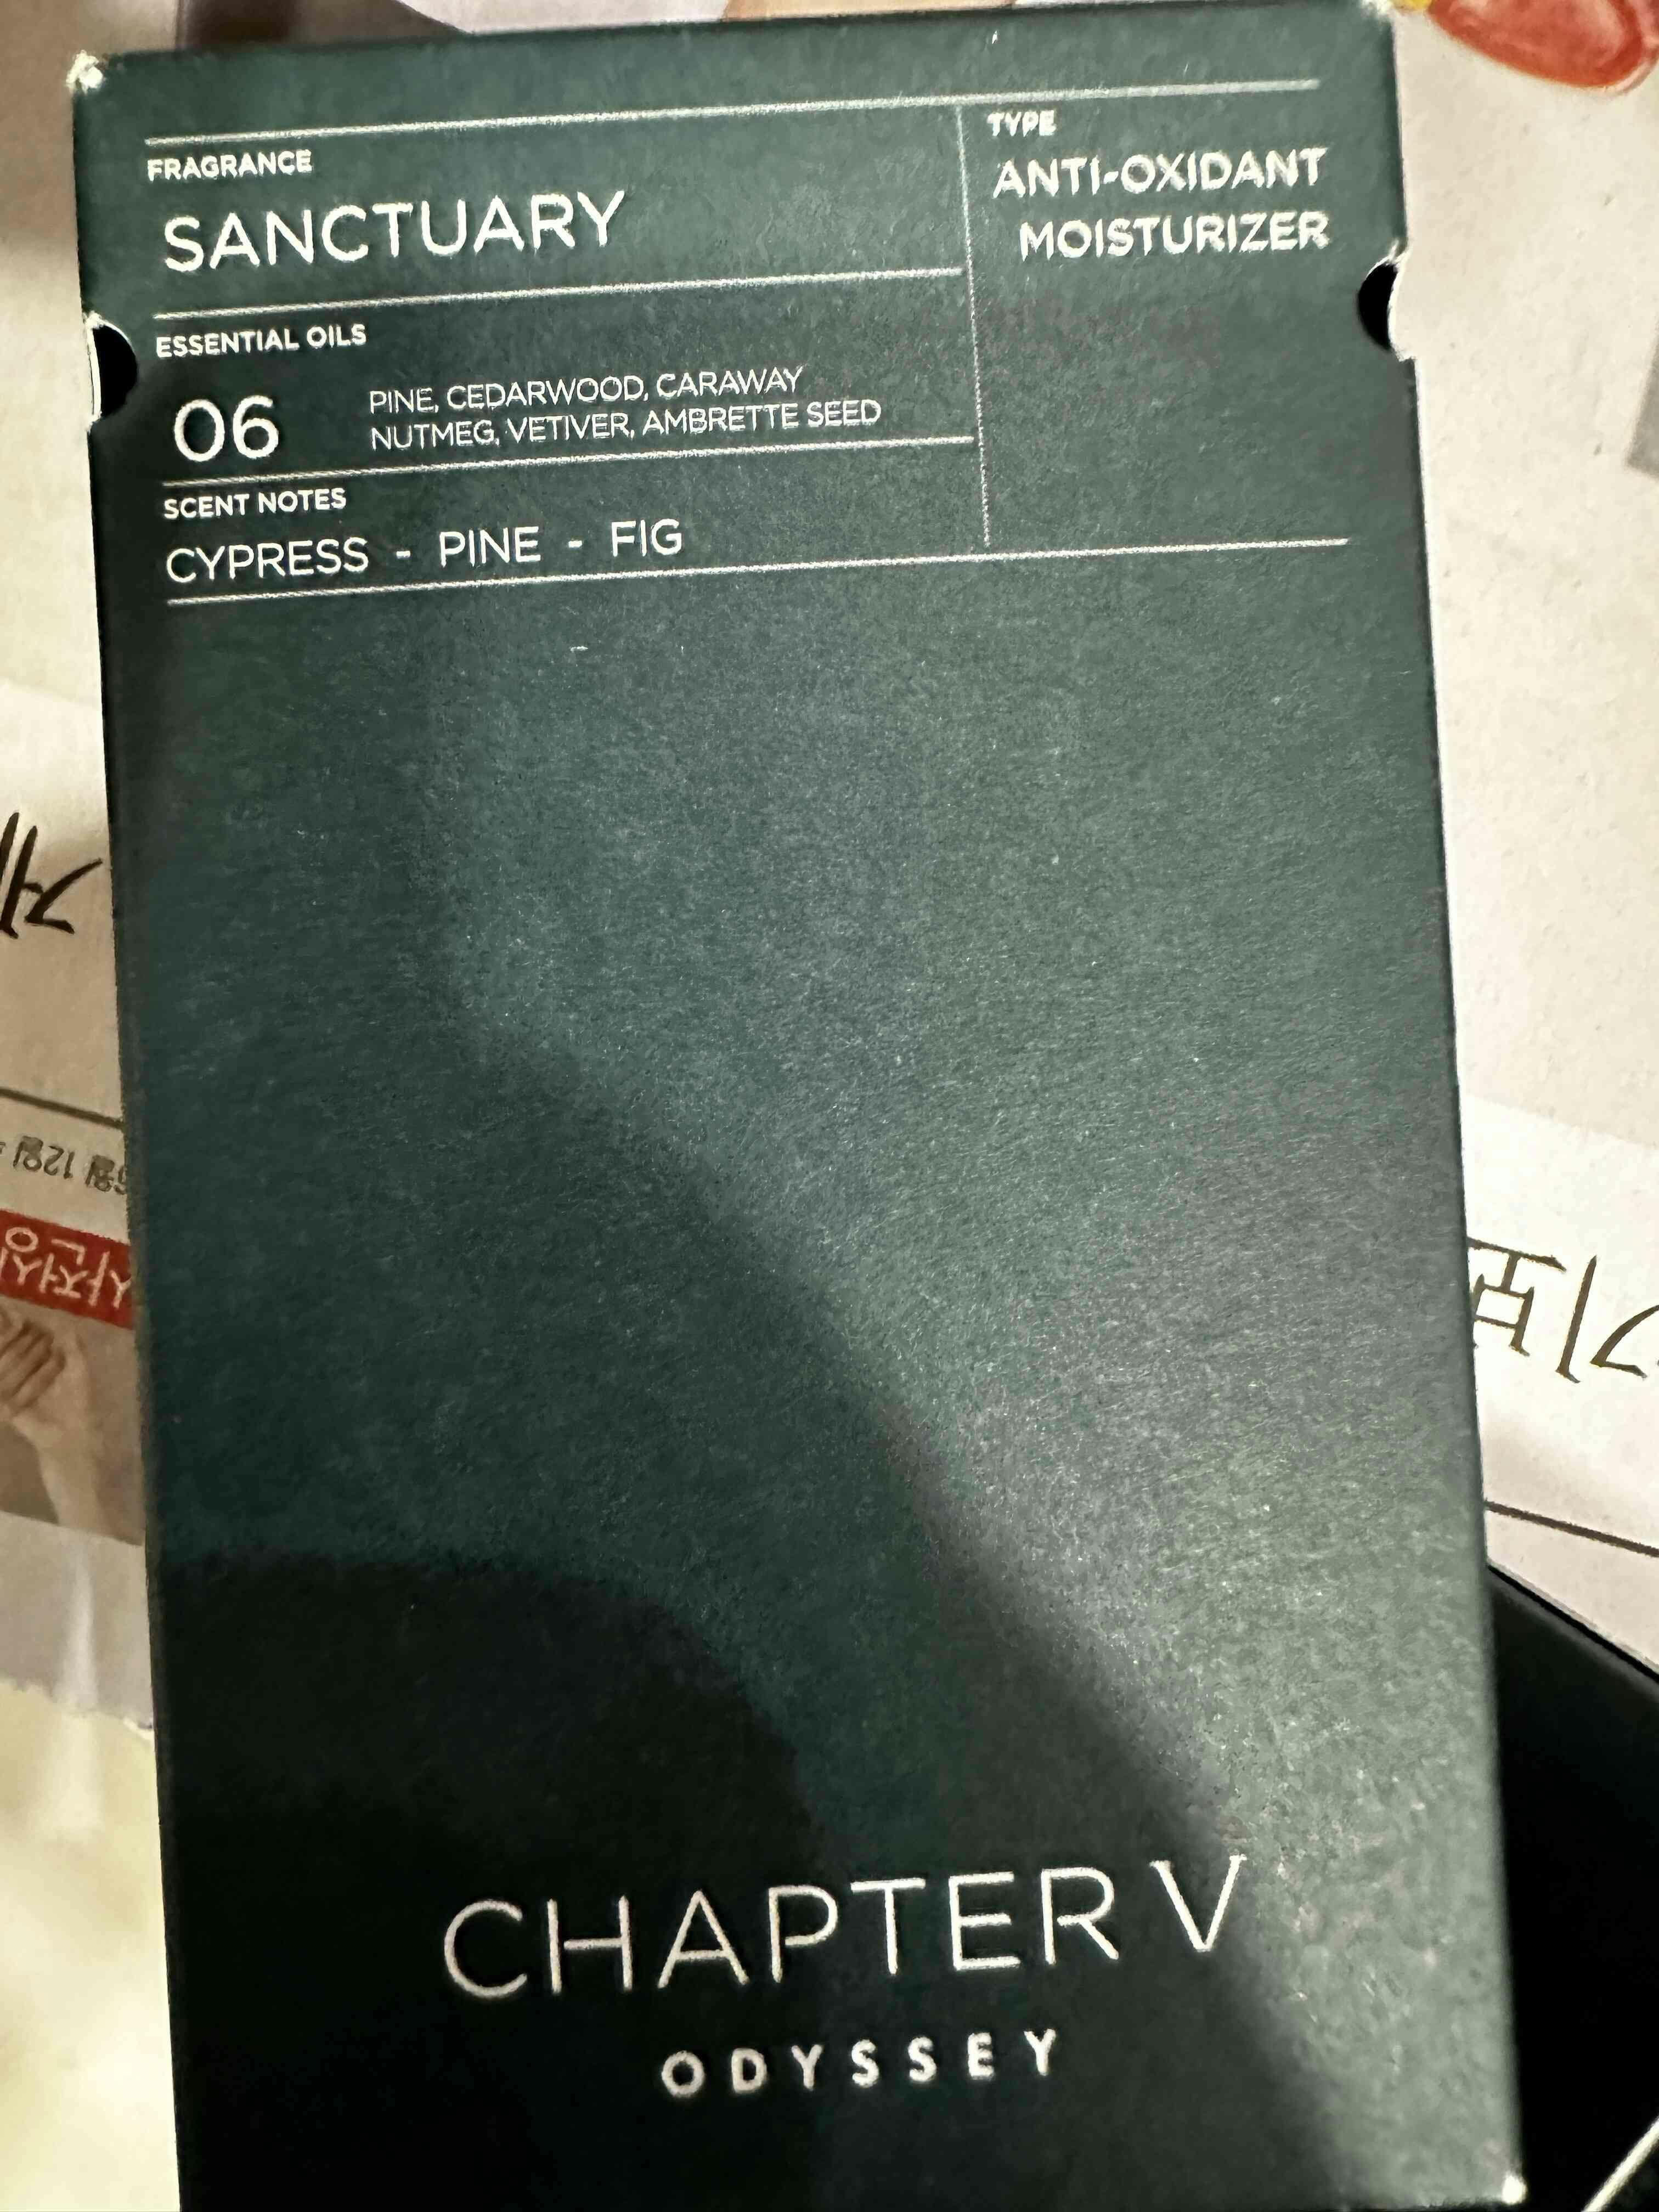 FRAGRANCE
SANCTUARY
TYPE
ANTI-OXIDANT
MOISTURIZER
ESSENTIAL OILS
06
PINE, CEDARWOOD, CARAWAY
NUTMEG, VETIVER, AMBRETTE SEED
SCENT NOTES
CYPRESS - PINE - FIG
CHAPTER V
ODYSSEY